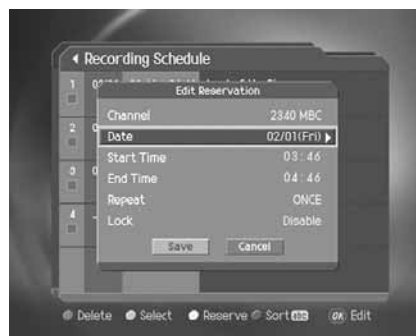 Recording Schedule
1
Edit Reservation
Channel 2340 MBC
Date 02/01(Fri)
Start Time 03:46
2
End Time 04:46
3
Repeat ONCE
4
Lock Disable
Save Cancel
Delete Select Reserve Sort OK Edit